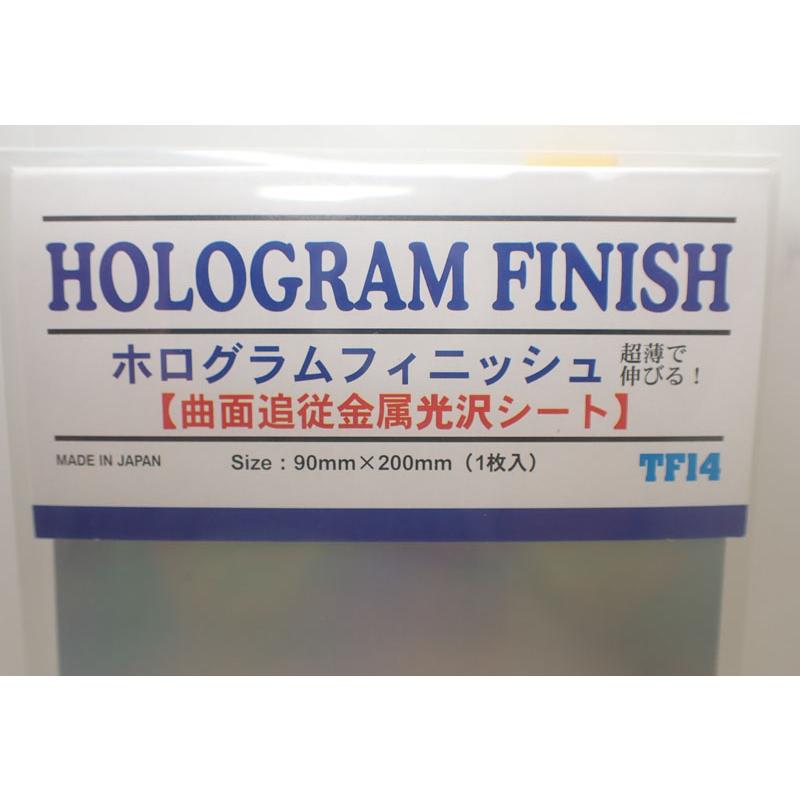 HOLOGRAM FINISH
ホログラムフィニッシュ 超薄で伸びる！
【曲面追従金属光沢シート】
MADE IN JAPAN Size：90mm×200mm（1枚入） TF14